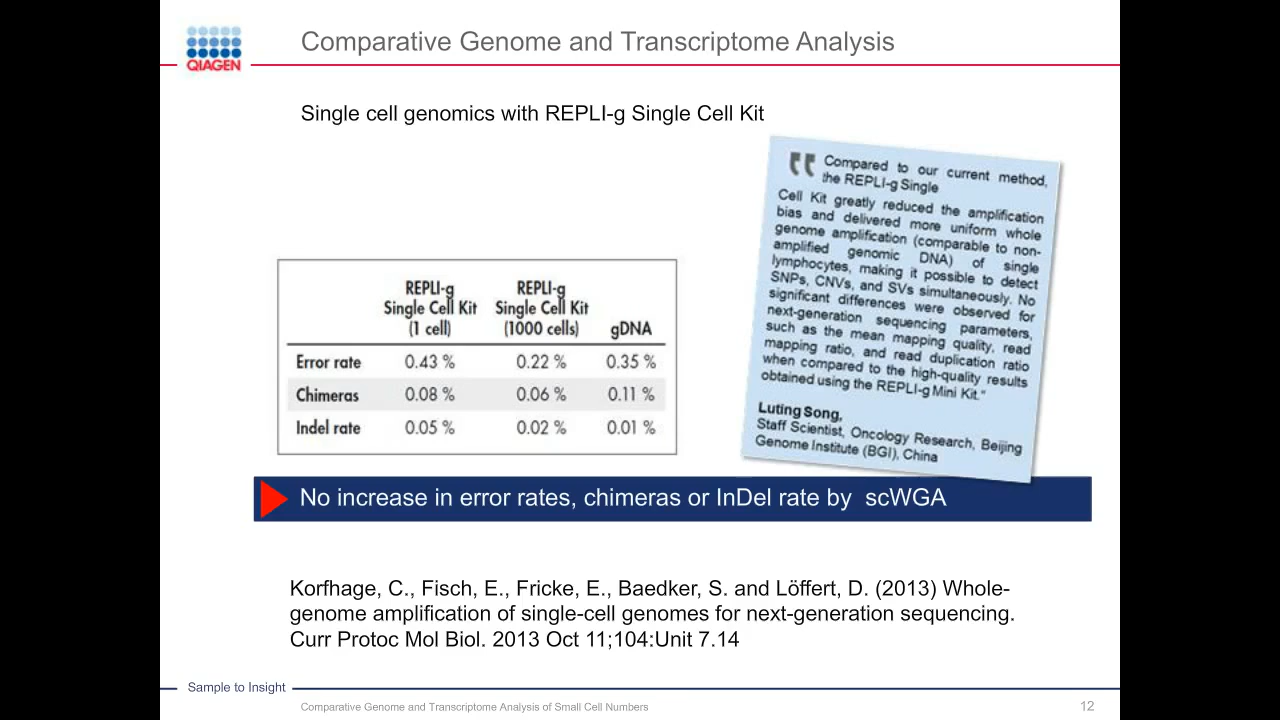 QIAGEN
Comparative Genome and Transcriptome Analysis
Single cell genomics with REPLI-g Single Cell Kit
REPLI-g Single Cell Kit (1 cell) REPLI-g Single Cell Kit (1000 cells) gDNA
Error rate 0.43 % 0.22 % 0.35 %
Chimeras 0.08 % 0.06 % 0.11 %
Indel rate 0.05 % 0.02 % 0.01 %
“Compared to our current method,
the REPLI-g Single
Cell Kit greatly reduced the amplification
bias and delivered more uniform whole
genome amplification (comparable to non-
amplified genomic DNA) of single
lymphocytes, making it possible to detect
SNPs, CNVs, and SVs simultaneously. No
significant differences were observed for
next-generation sequencing parameters,
such as the mean mapping quality, read
mapping ratio, and read duplication ratio
when compared to the high-quality results
obtained using the REPLI-g Mini Kit.“
Luting Song,
Staff Scientist, Oncology Research, Beijing
Genome Institute (BGI), China
No increase in error rates, chimeras or InDel rate by scWGA
Korfhage, C., Fisch, E., Fricke, E., Baedker, S. and Löffert, D. (2013) Whole-
genome amplification of single-cell genomes for next-generation sequencing.
Curr Protoc Mol Biol. 2013 Oct 11;104:Unit 7.14
Sample to Insight
Comparative Genome and Transcriptome Analysis of Small Cell Numbers 12